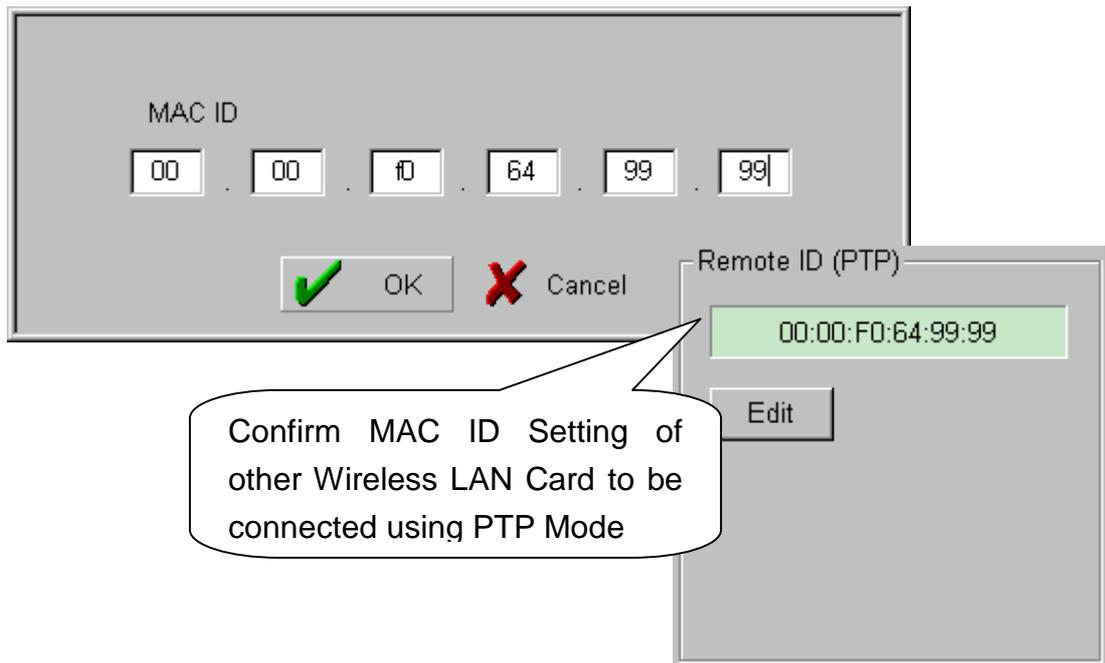 MAC ID
00 . 00 . f0 . 64 . 99 . 99
OK Cancel
Remote ID (PTP)
00:00:F0:64:99:99
Edit
Confirm MAC ID Setting of
other Wireless LAN Card to be
connected using PTP Mode